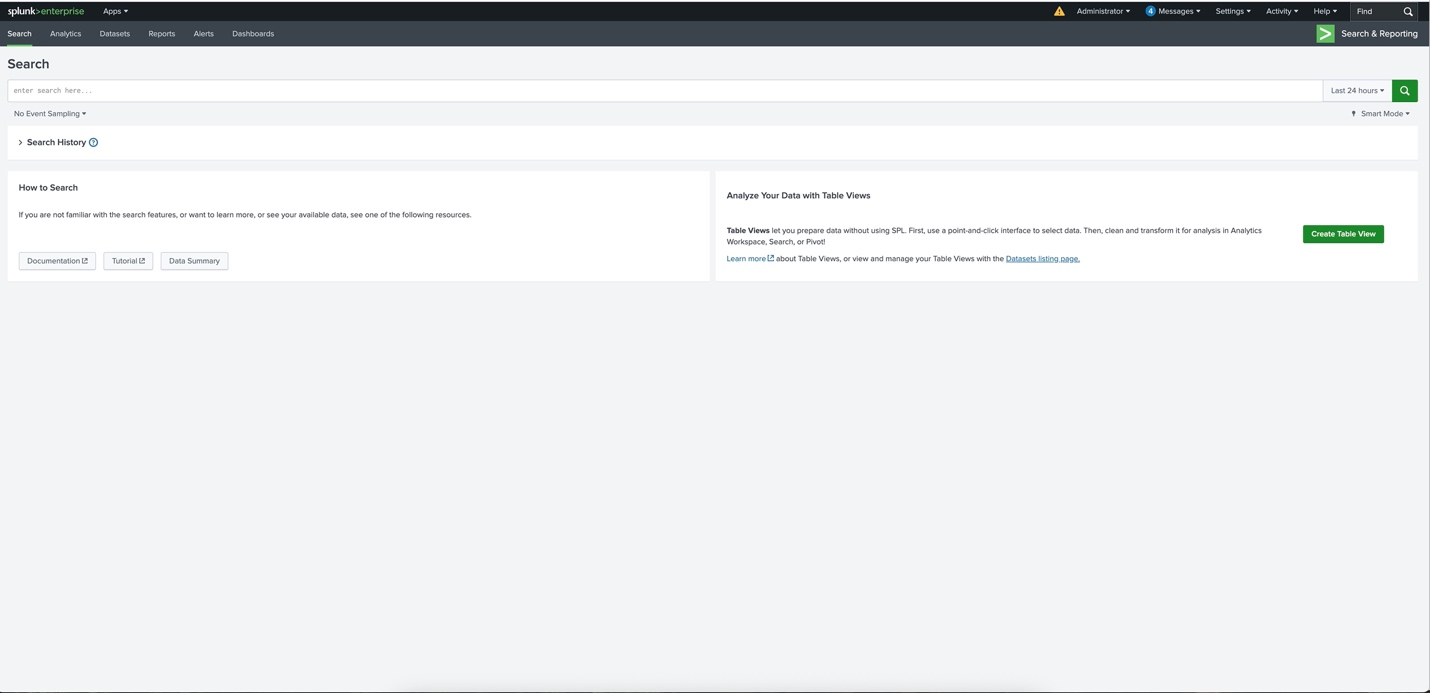 splunk>enterprise Apps Administrator 4 Messages Settings Activity Help Find
Search Analytics Datasets Reports Alerts Dashboards > Search & Reporting
Search
enter search here... Last 24 hours
No Event Sampling Smart Mode
Search History ?
How to Search
If you are not familiar with the search features, or want to learn more, or see your available data, see one of the following resources.
Documentation Tutorial Data Summary
Analyze Your Data with Table Views
Table Views let you prepare data without using SPL. First, use a point-and-click interface to select data. Then, clean and transform it for analysis in Analytics
Workspace, Search, or Pivot!
Create Table View
Learn more about Table Views, or view and manage your Table Views with the Datasets listing page.